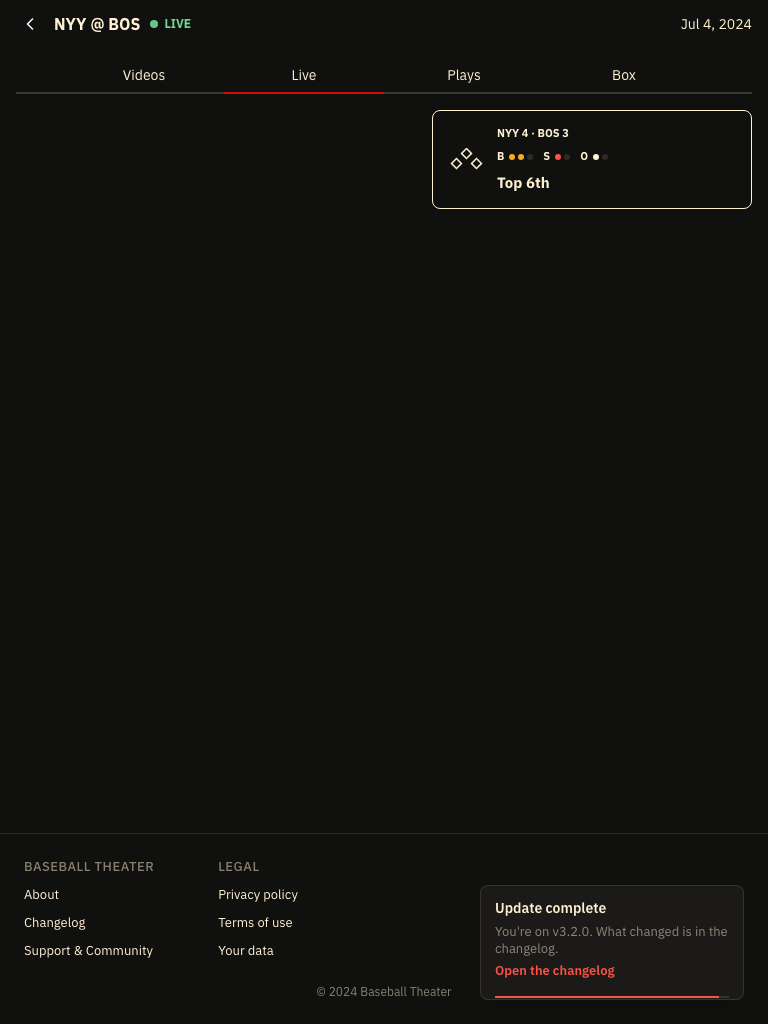 NYY @ BOS LIVE Jul 4, 2024
Videos Live Plays Box
NYY 4 · BOS 3
B S O
Top 6th
BASEBALL THEATER
About
Changelog
Support & Community
LEGAL
Privacy policy
Terms of use
Your data
© 2024 Baseball Theater
Update complete
You're on v3.2.0. What changed is in the
changelog.
Open the changelog